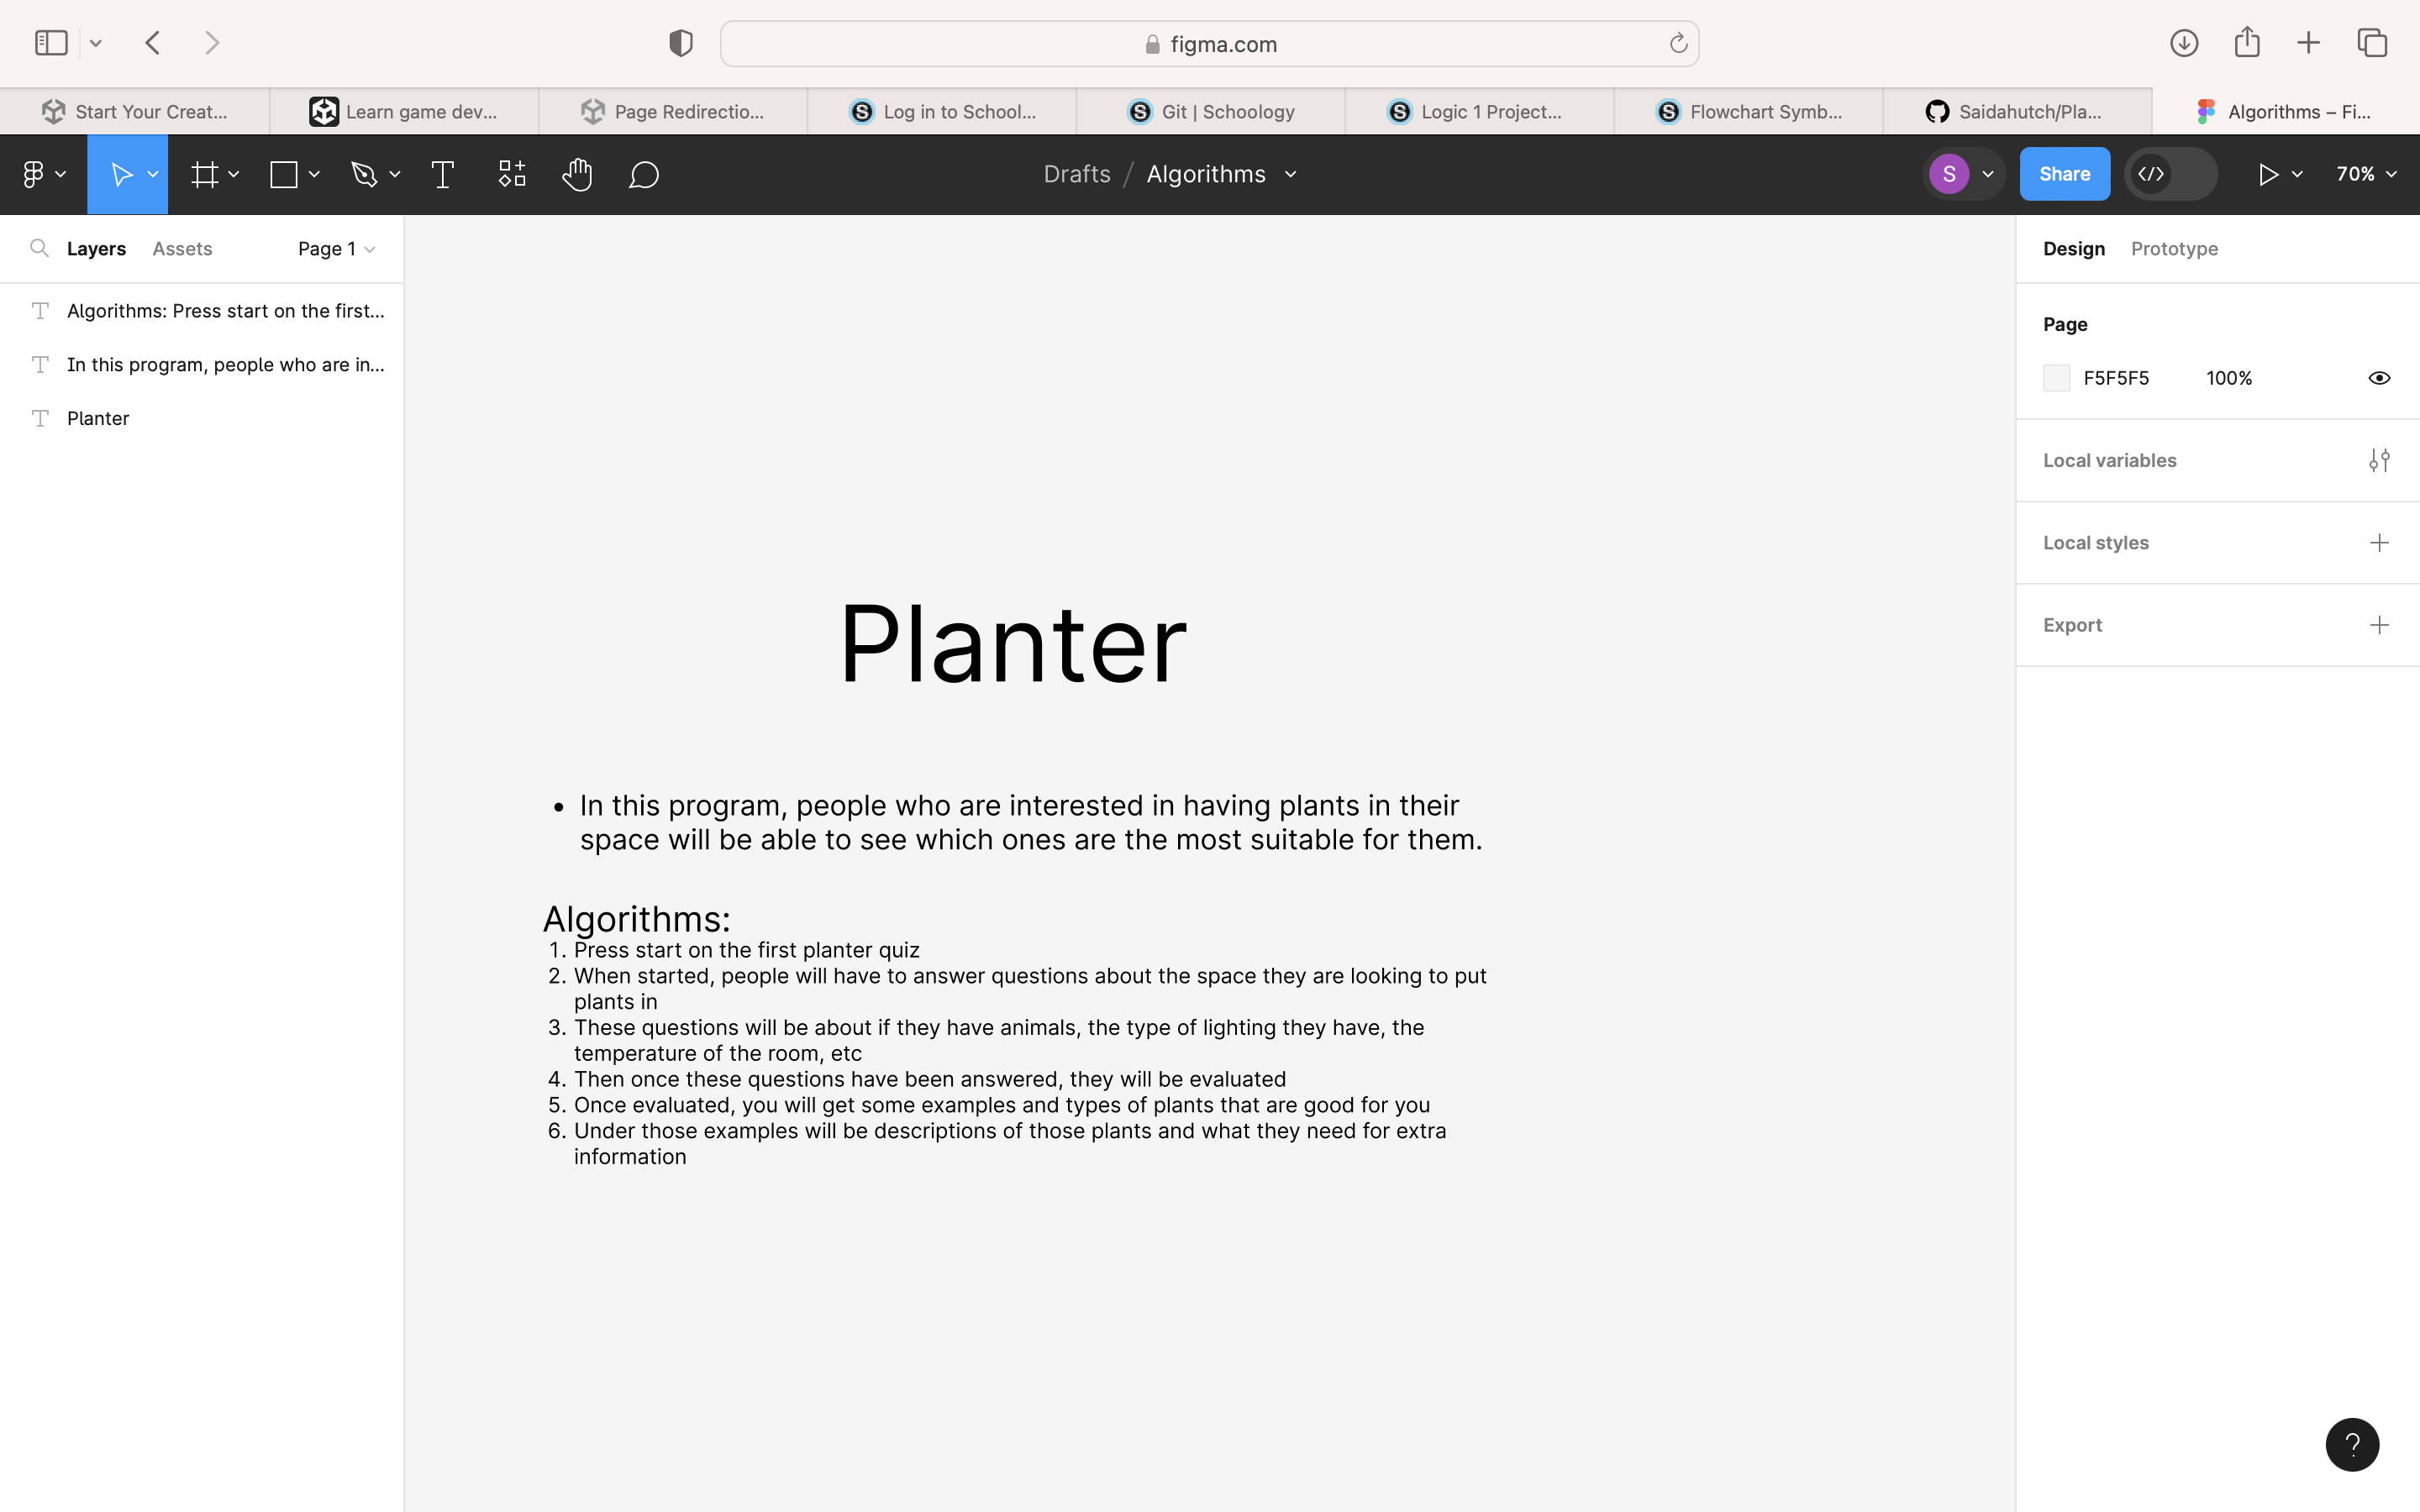 figma.com
Start Your Creat...
Learn game dev...
Page Redirectio...
Log in to School...
Git | Schoology
Logic 1 Project...
Flowchart Symb...
Saidahutch/Pla...
Algorithms – Fi...
Drafts / Algorithms
S
Share
70%
Layers
Assets
Page 1
Algorithms: Press start on the first...
In this program, people who are in...
Planter
Planter
• In this program, people who are interested in having plants in their
space will be able to see which ones are the most suitable for them.
Algorithms:
1. Press start on the first planter quiz
2. When started, people will have to answer questions about the space they are looking to put
plants in
3. These questions will be about if they have animals, the type of lighting they have, the
temperature of the room, etc
4. Then once these questions have been answered, they will be evaluated
5. Once evaluated, you will get some examples and types of plants that are good for you
6. Under those examples will be descriptions of those plants and what they need for extra
information
Design
Prototype
Page
F5F5F5 100%
Local variables
Local styles
Export
?